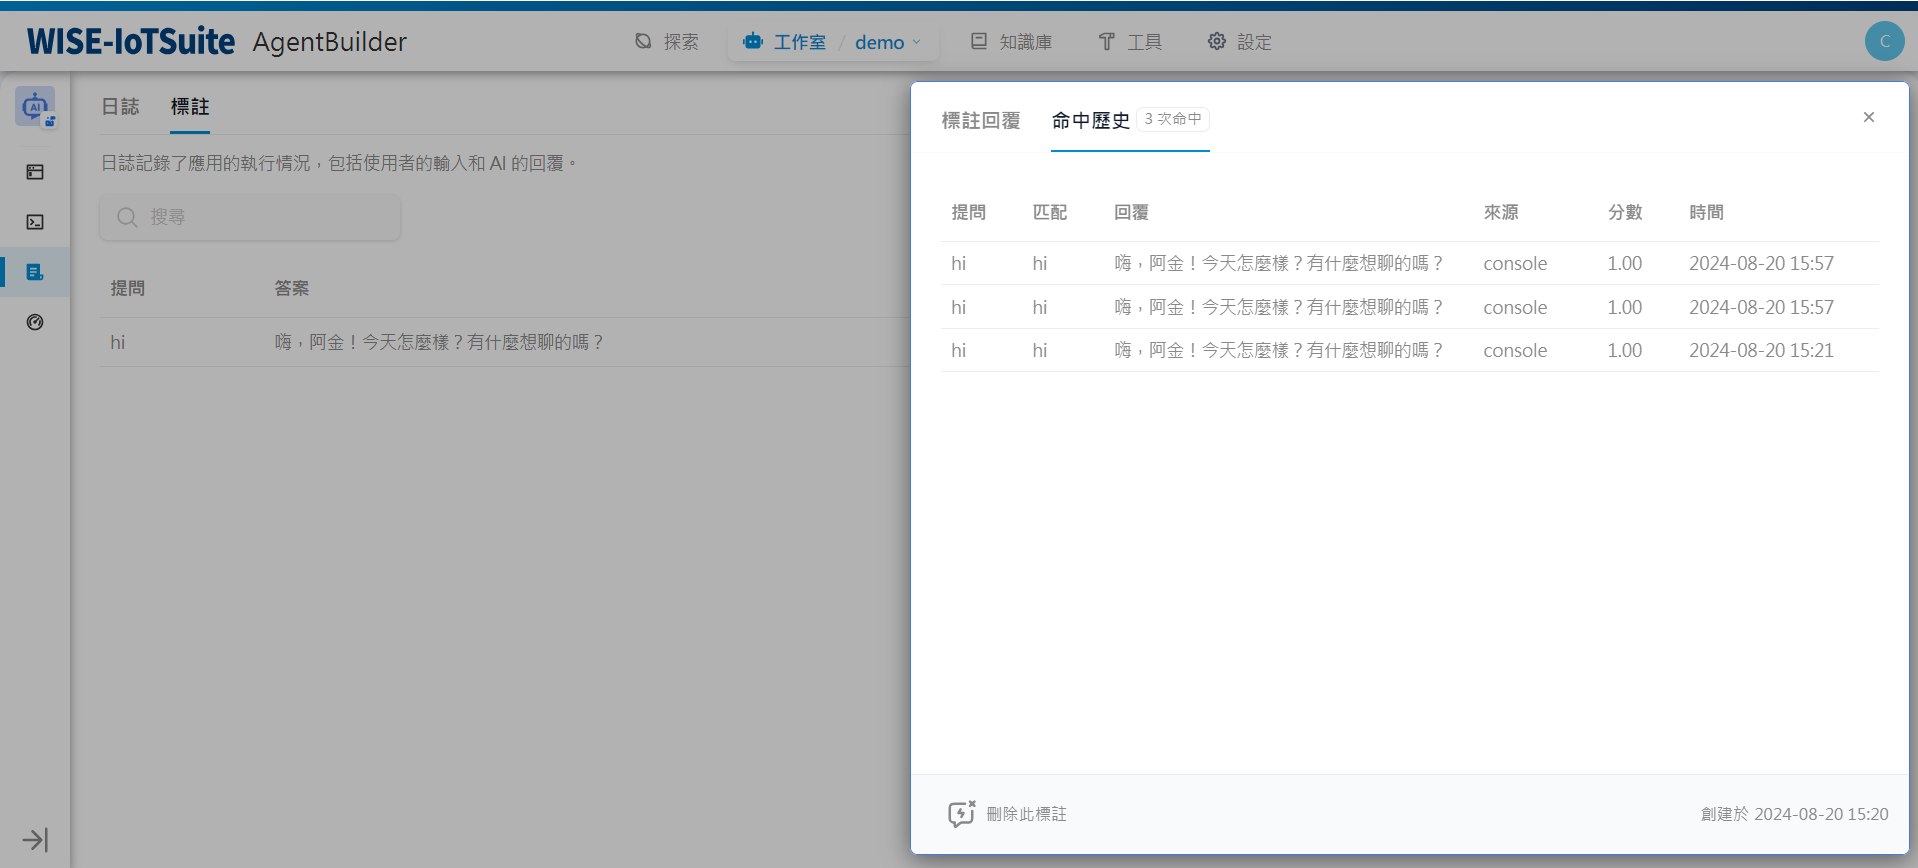 WISE-IoTSuite AgentBuilder
探索
工作室 / demo
知識庫
工具
設定
C
AI
日誌
標註
日誌記錄了應用的執行情況，包括使用者的輸入和 AI 的回覆。
搜尋
提問 答案
hi 嗨，阿金！今天怎麼樣？有什麼想聊的嗎？
標註回覆
命中歷史 3 次命中
提問 匹配 回覆 來源 分數 時間
hi hi 嗨，阿金！今天怎麼樣？有什麼想聊的嗎？ console 1.00 2024-08-20 15:57
hi hi 嗨，阿金！今天怎麼樣？有什麼想聊的嗎？ console 1.00 2024-08-20 15:57
hi hi 嗨，阿金！今天怎麼樣？有什麼想聊的嗎？ console 1.00 2024-08-20 15:21
刪除此標註
創建於 2024-08-20 15:20